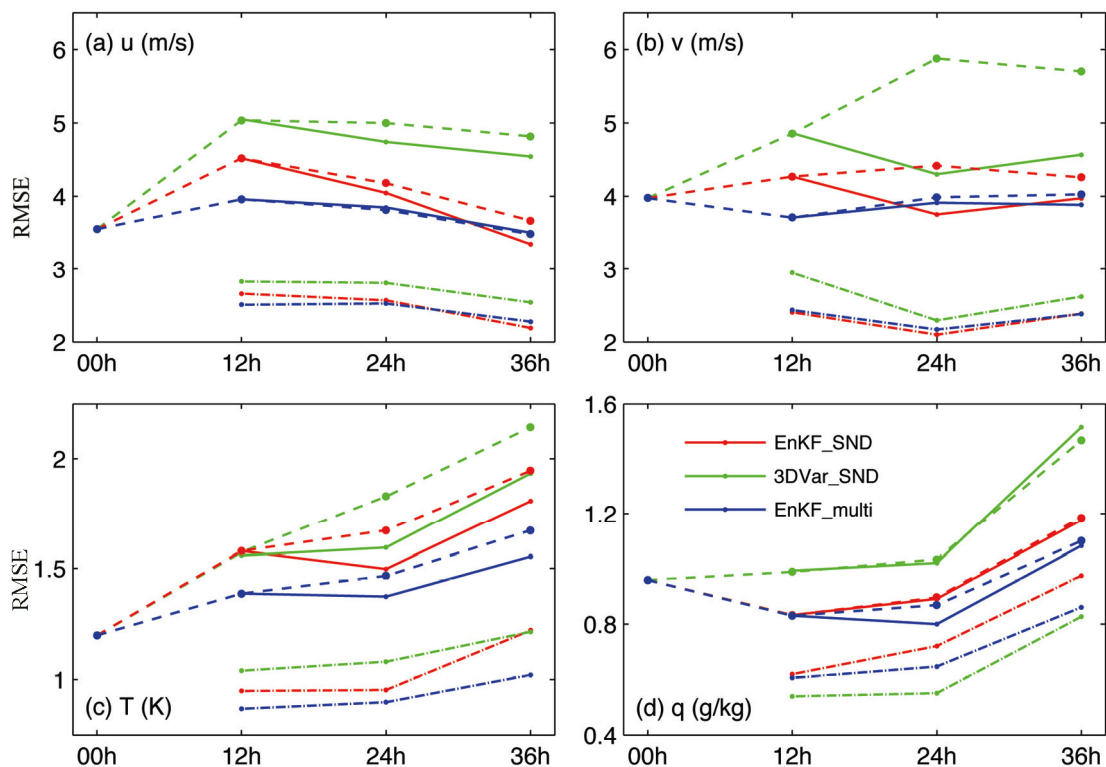 (a) u (m/s)
6
5
4
3
2
RMSE
00h 12h 24h 36h
(b) v (m/s)
6
5
4
3
2
00h 12h 24h 36h
(c) T (K)
2
1.5
1
RMSE
00h 12h 24h 36h
(d) q (g/kg)
1.6
1.2
0.8
0.4
EnKF_SND
3DVar_SND
EnKF_multi
00h 12h 24h 36h